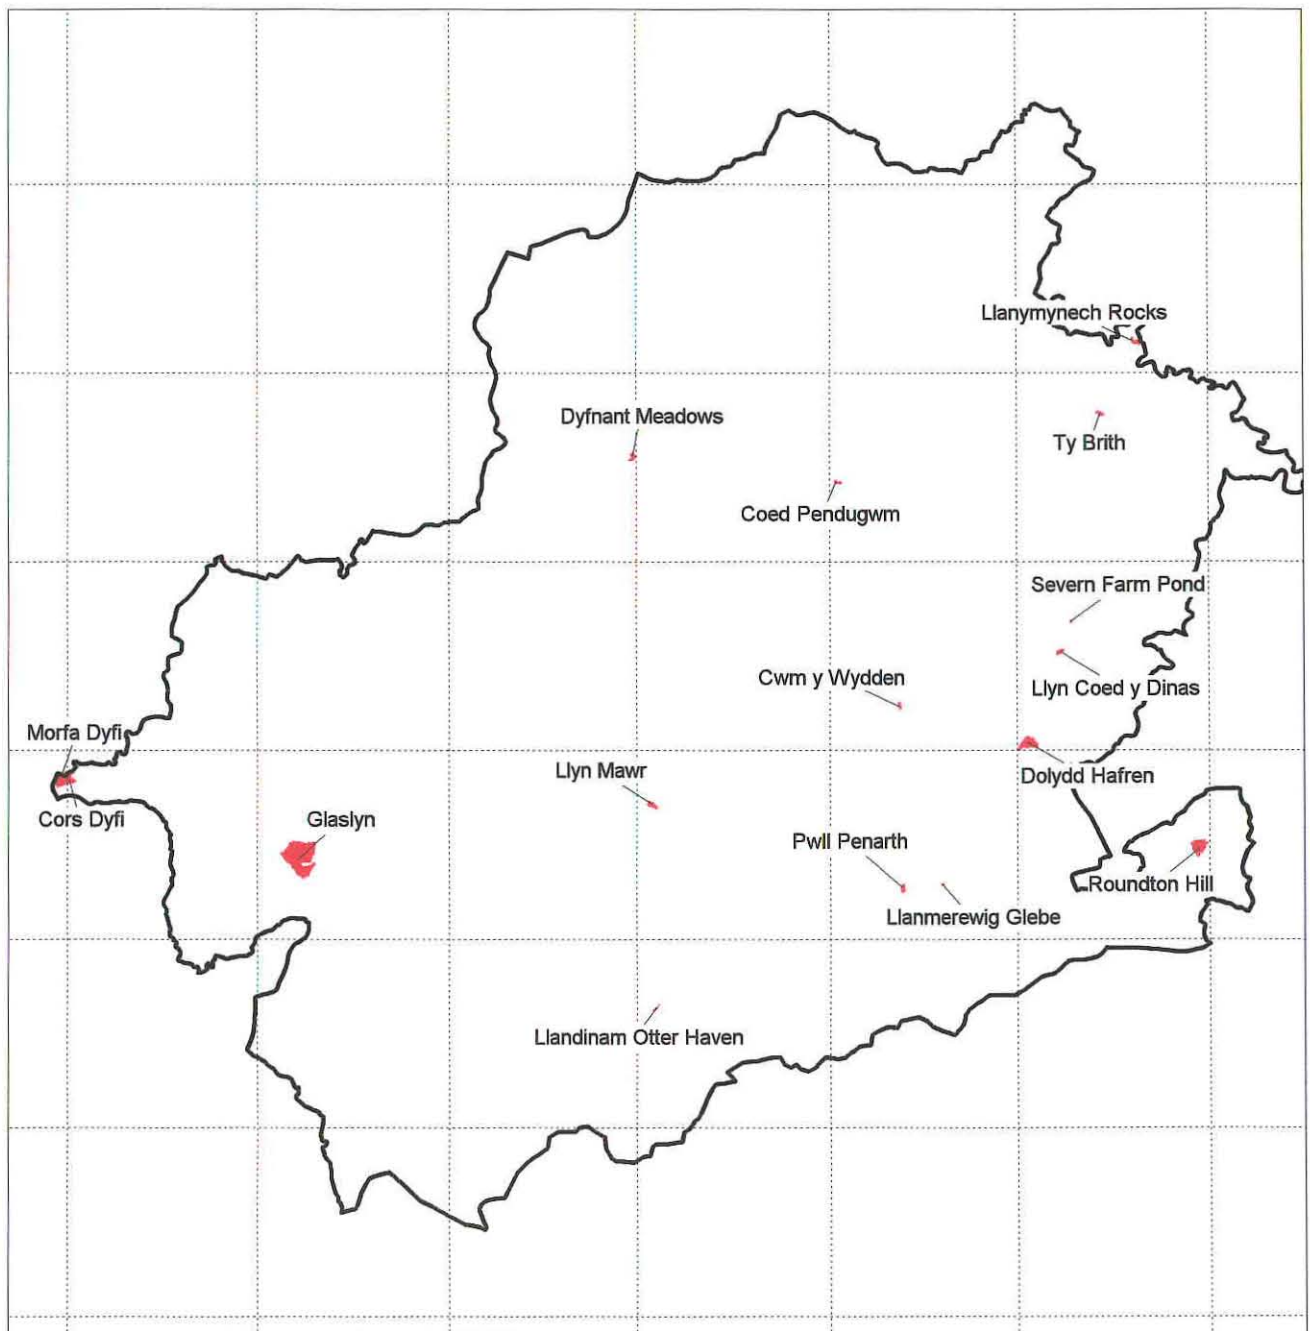 Llanymynech Rocks
Dyfnant Meadows
Ty Brith
Coed Pendugwm
Severn Farm Pond
Cwm y Wydden
Llyn Coed y Dinas
Morfa Dyfi
Llyn Mawr
Dolydd Hafren
Cors Dyfi
Glaslyn
Pwll Penarth
Roundton Hill
Llanmerewig Glebe
Llandinam Otter Haven